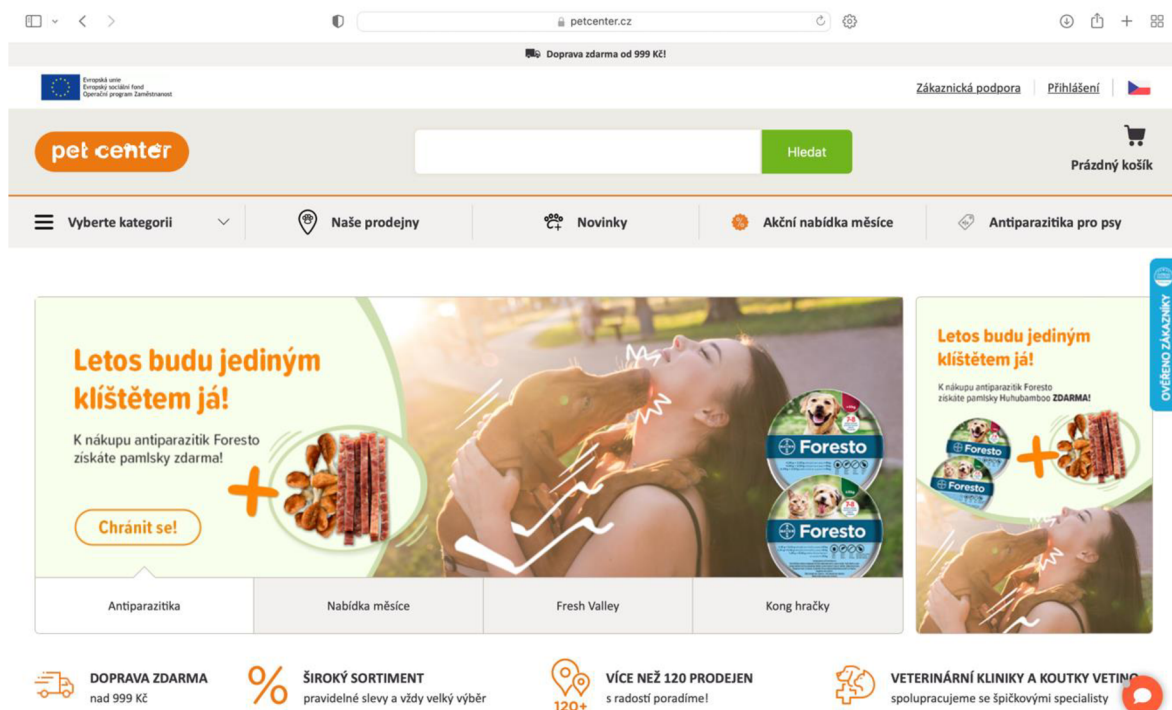 petcenter.cz
Doprava zdarma od 999 Kč!
Evropská unie
Evropský sociální fond
Operační program Zaměstnanost
Zákaznická podpora
Přihlášení
pet center
Hledat
Prázdný košík
Vyberte kategorii
Naše prodejny
Novinky
Akční nabídka měsíce
Antiparazitika pro psy
Letos budu jediným
klíštětem já!
K nákupu antiparazitik Foresto
získáte pamlsky zdarma!
Chránit se!
Foresto
Foresto
Letos budu jediným
klíštětem já!
K nákupu antiparazitik Foresto
získáte pamlsky Huhubamboo ZDARMA!
Foresto
Foresto
OVĚŘENO ZÁKAZNÍKY
Antiparazitika
Nabídka měsíce
Fresh Valley
Kong hračky
DOPRAVA ZDARMA
nad 999 Kč
ŠIROKÝ SORTIMENT
pravidelné slevy a vždy velký výběr
120+
VÍCE NEŽ 120 PRODEJEN
s radostí poradíme!
VETERINÁRNÍ KLINIKY A KOUTKY VETINO
spolupracujeme se špičkovými specialisty